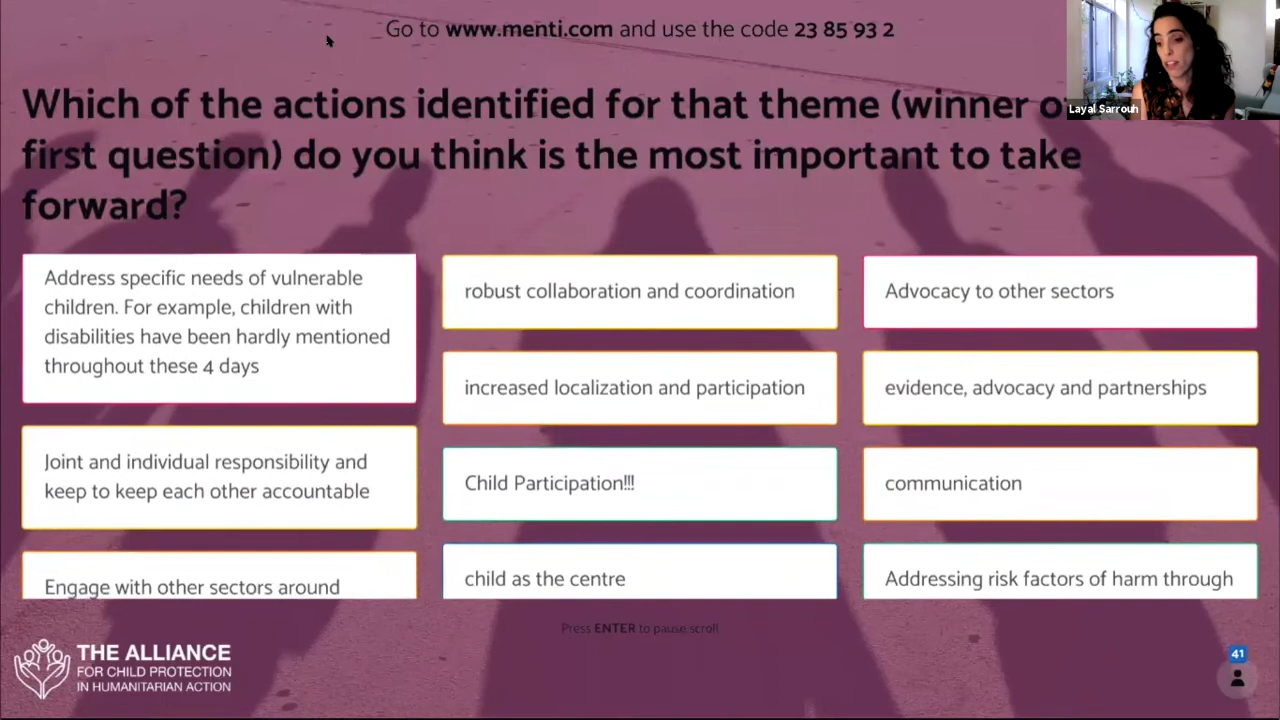 Go to www.menti.com and use the code 23 85 93 2
Layal Sarrouh
Which of the actions identified for that theme (winner
first question) do you think is the most important to take
forward?
Address specific needs of vulnerable
children. For example, children with
disabilities have been hardly mentioned
throughout these 4 days
Joint and individual responsibility and
keep to keep each other accountable
Engage with other sectors around
robust collaboration and coordination
increased localization and participation
Child Participation!!!
child as the centre
Advocacy to other sectors
evidence, advocacy and partnerships
communication
Addressing risk factors of harm through
Press ENTER to pause scroll
THE ALLIANCE
FOR CHILD PROTECTION
IN HUMANITARIAN ACTION
41